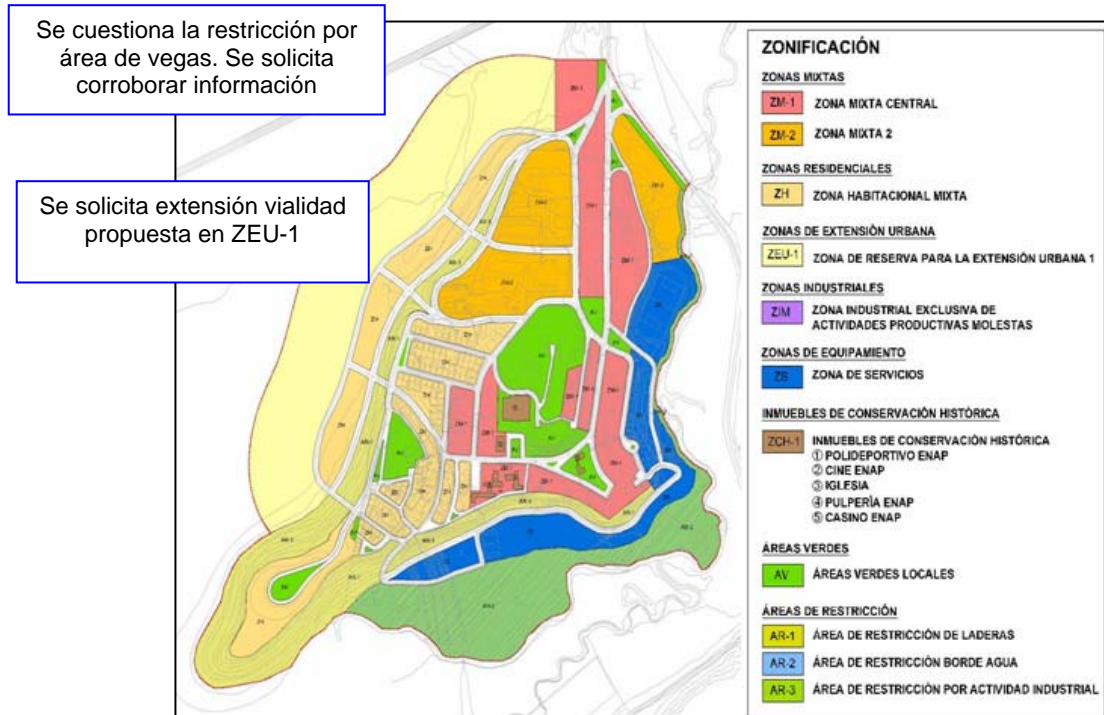 Se cuestiona la restricción por
área de vegas. Se solicita
corroborar información
Se solicita extensión vialidad
propuesta en ZEU-1
ZONIFICACIÓN
ZONAS MIXTAS
ZM-1 ZONA MIXTA CENTRAL
ZM-2 ZONA MIXTA 2
ZONAS RESIDENCIALES
ZH ZONA HABITACIONAL MIXTA
ZONAS DE EXTENSIÓN URBANA
ZEU-1 ZONA DE RESERVA PARA LA EXTENSIÓN URBANA 1
ZONAS INDUSTRIALES
ZIM ZONA INDUSTRIAL EXCLUSIVA DE
ACTIVIDADES PRODUCTIVAS MOLESTAS
ZONAS DE EQUIPAMIENTO
ZS ZONA DE SERVICIOS
INMUEBLES DE CONSERVACIÓN HISTÓRICA
ZCH-1 INMUEBLES DE CONSERVACIÓN HISTÓRICA
① POLIDEPORTIVO ENAP
② CINE ENAP
③ IGLESIA
④ PULPERÍA ENAP
⑤ CASINO ENAP
ÁREAS VERDES
AV ÁREAS VERDES LOCALES
ÁREAS DE RESTRICCIÓN
AR-1 ÁREA DE RESTRICCIÓN DE LADERAS
AR-2 ÁREA DE RESTRICCIÓN BORDE AGUA
AR-3 ÁREA DE RESTRICCIÓN POR ACTIVIDAD INDUSTRIAL